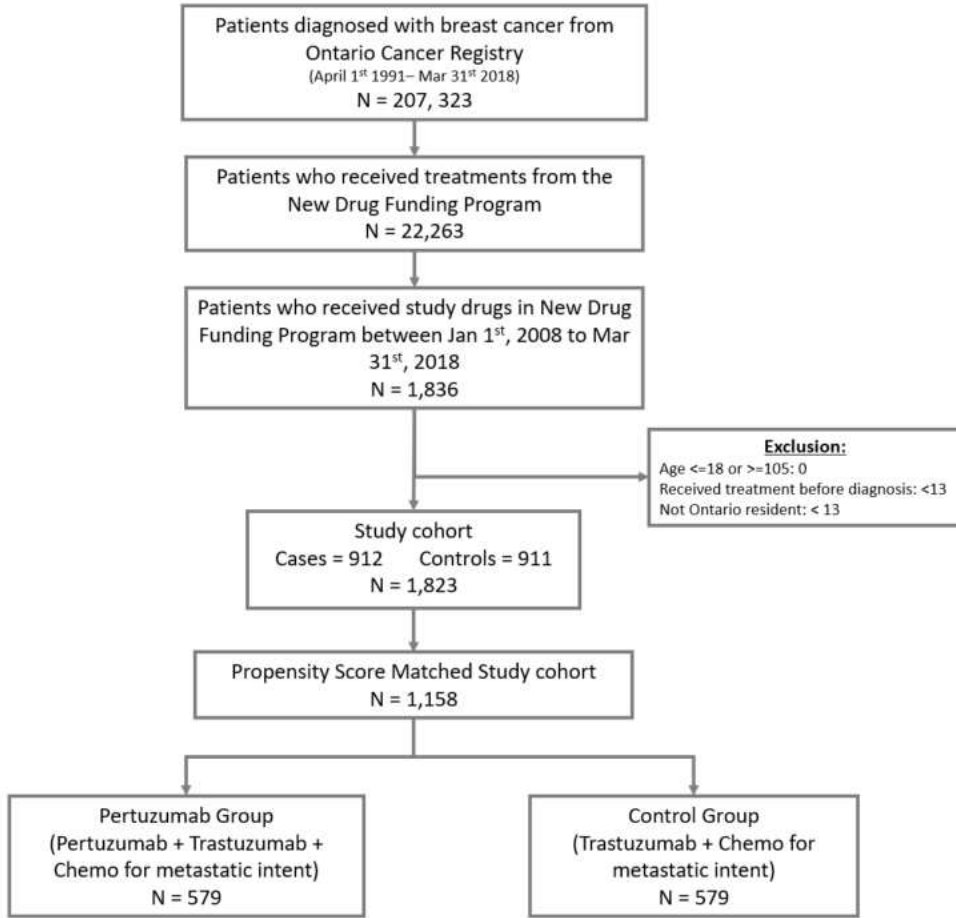 Patients diagnosed with breast cancer from
Ontario Cancer Registry
(April 1st 1991– Mar 31st 2018)
N = 207, 323
Patients who received treatments from the
New Drug Funding Program
N = 22,263
Patients who received study drugs in New Drug
Funding Program between Jan 1st, 2008 to Mar
31st, 2018
N = 1,836
Exclusion:
Age <=18 or >=105: 0
Received treatment before diagnosis: <13
Not Ontario resident: < 13
Study cohort
Cases = 912 Controls = 911
N = 1,823
Propensity Score Matched Study cohort
N = 1,158
Pertuzumab Group
(Pertuzumab + Trastuzumab +
Chemo for metastatic intent)
N = 579
Control Group
(Trastuzumab + Chemo for
metastatic intent)
N = 579